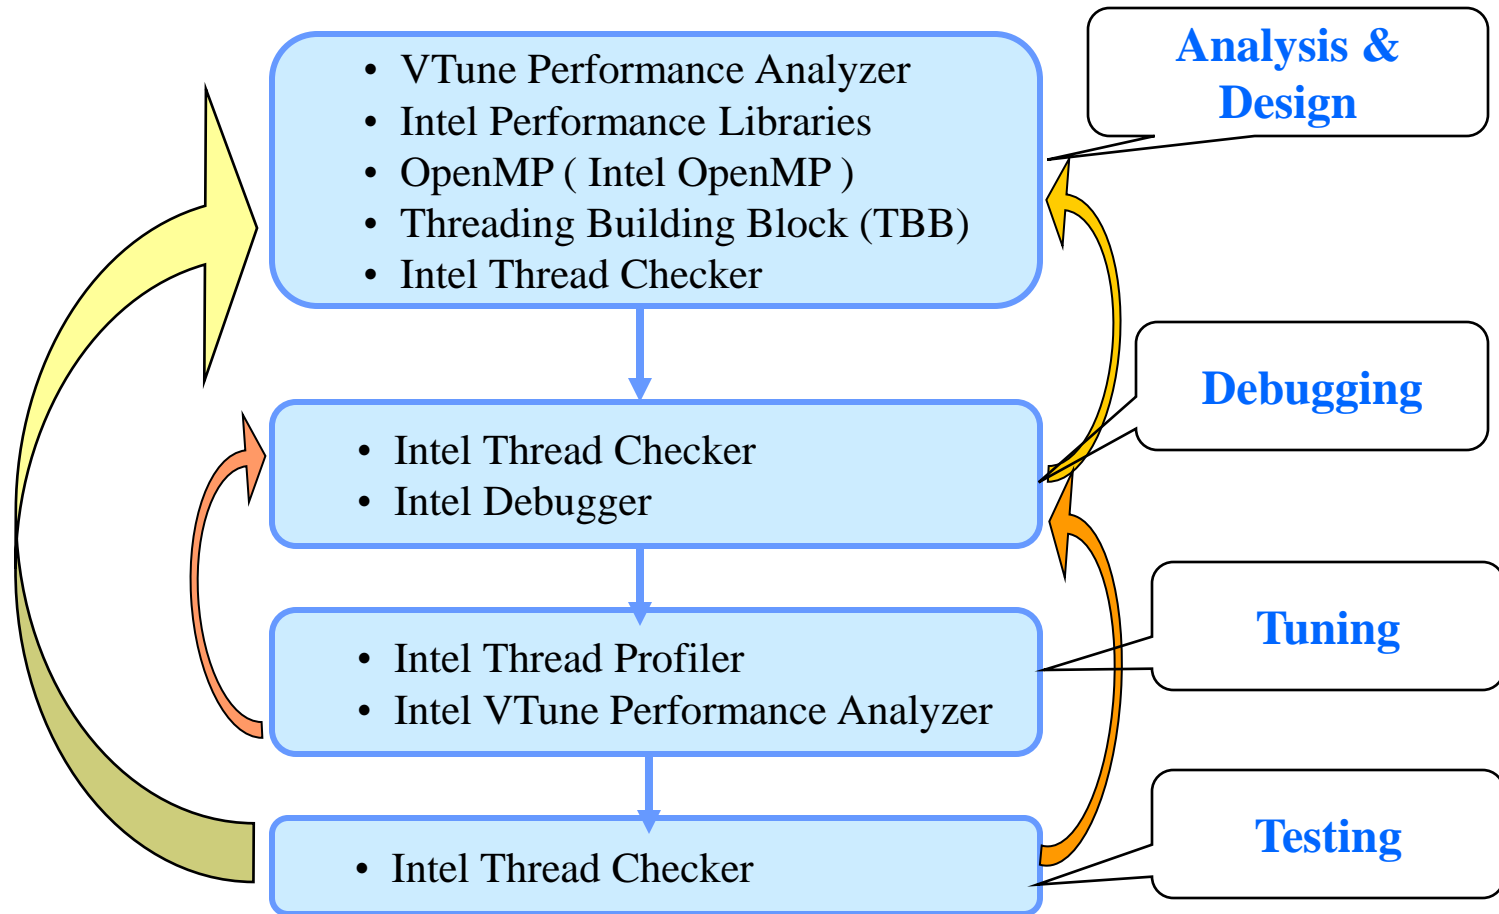 • VTune Performance Analyzer
• Intel Performance Libraries
• OpenMP ( Intel OpenMP )
• Threading Building Block (TBB)
• Intel Thread Checker
Analysis &
Design
• Intel Thread Checker
• Intel Debugger
Debugging
• Intel Thread Profiler
• Intel VTune Performance Analyzer
Tuning
• Intel Thread Checker
Testing